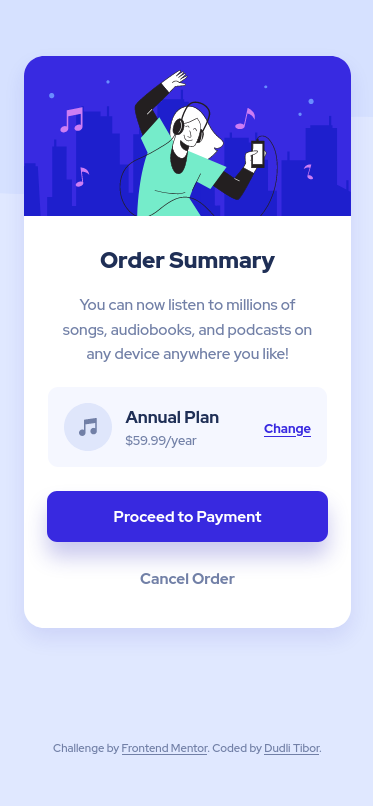 Order Summary
You can now listen to millions of
songs, audiobooks, and podcasts on
any device anywhere you like!
Annual Plan
$59.99/year
Change
Proceed to Payment
Cancel Order
Challenge by Frontend Mentor. Coded by Dudli Tibor.